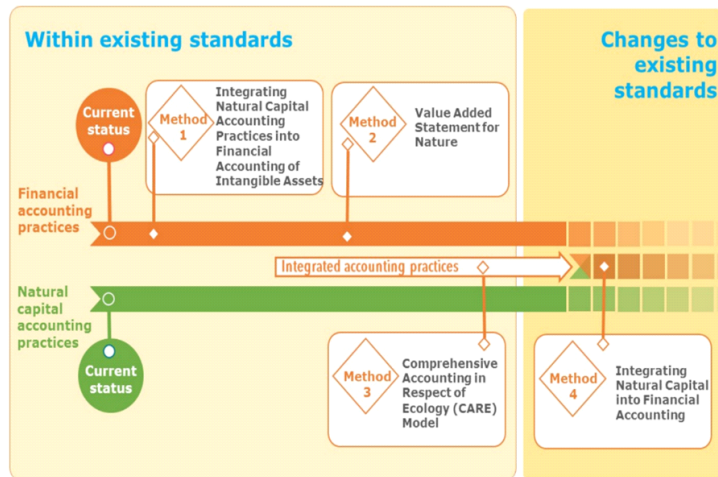 Within existing standards
Changes to
existing
standards
Current
status
Method
1
Integrating
Natural Capital
Accounting
Practices into
Financial
Accounting of
Intangible Assets
Method
2
Value Added
Statement for
Nature
Financial
accounting
practices
Integrated accounting practices
Natural
capital
accounting
practices
Current
status
Method
3
Comprehensive
Accounting in
Respect of
Ecology (CARE)
Model
Method
4
Integrating
Natural Capital
into Financial
Accounting